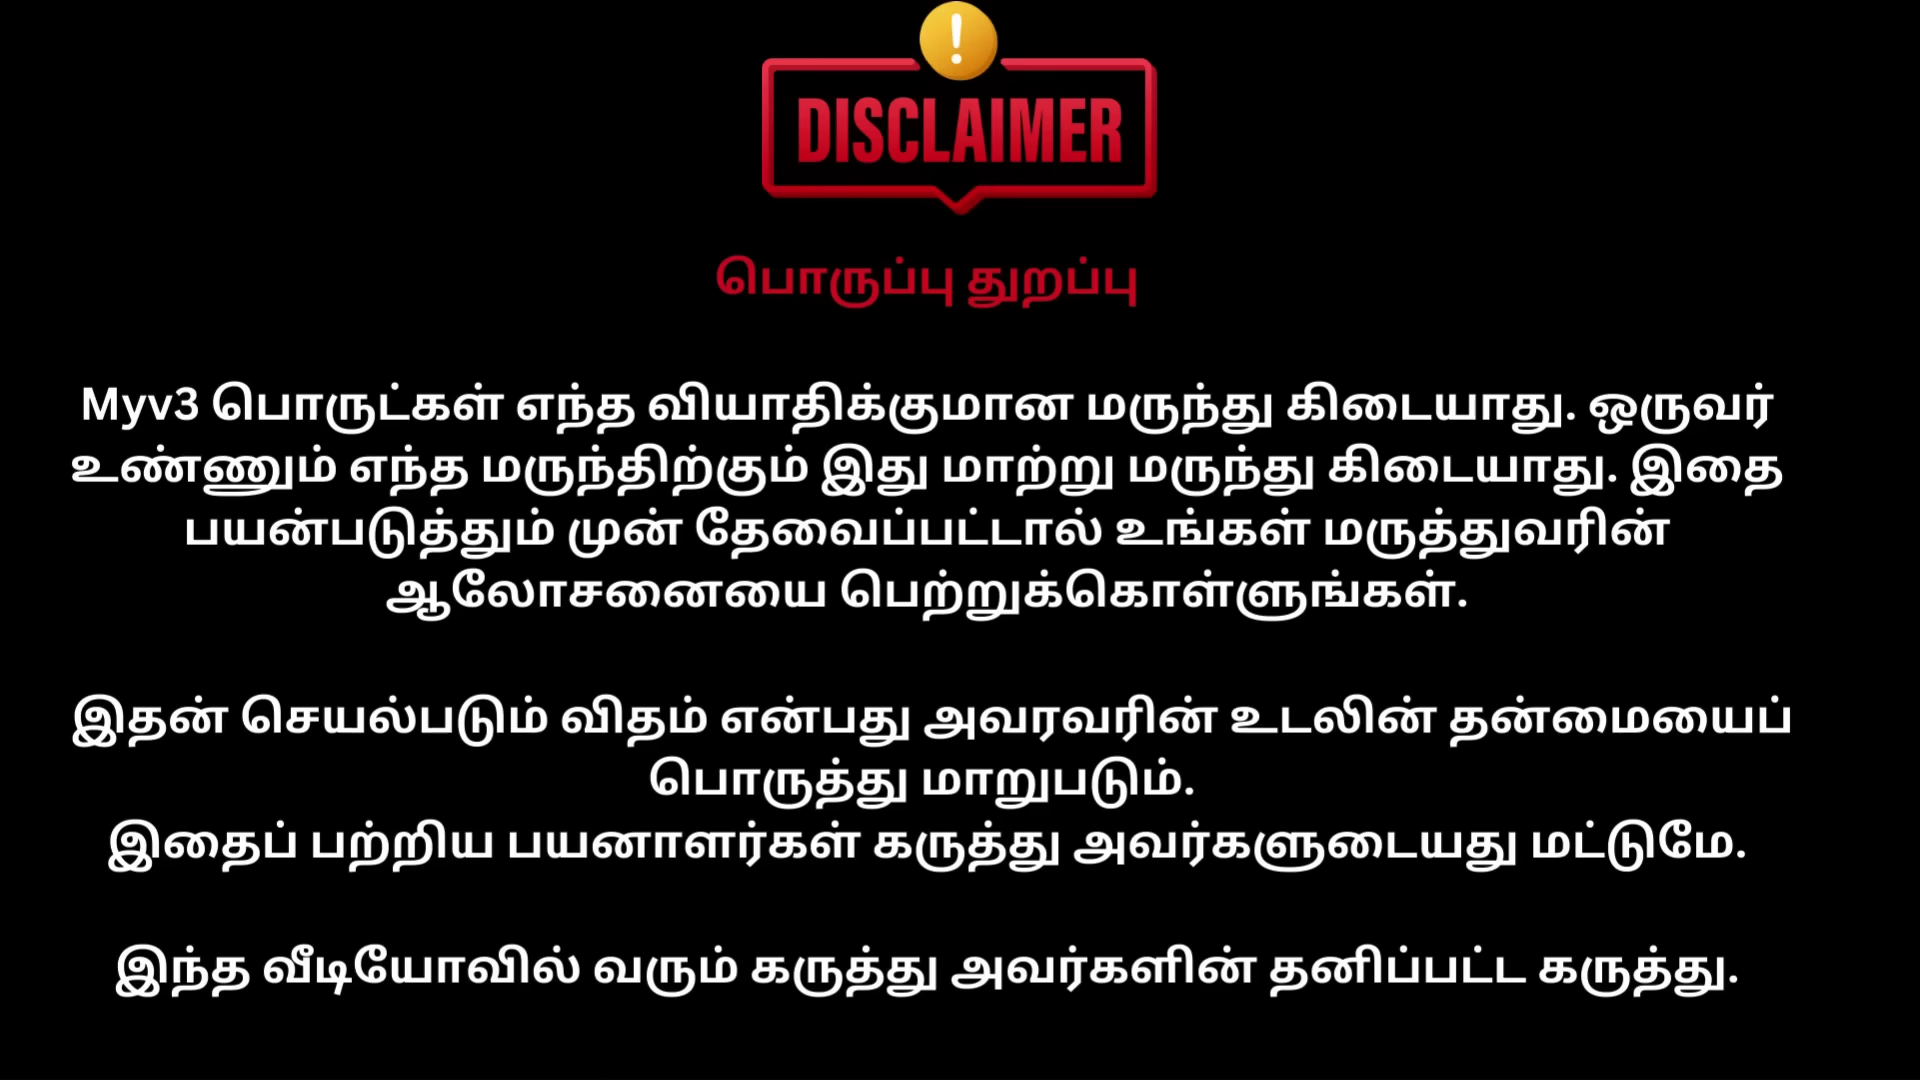 !
DISCLAIMER
பொருப்பு துறப்பு
Myv3 பொருட்கள் எந்த வியாதிக்குமான மருந்து கிடையாது. ஒருவர்
உண்ணும் எந்த மருந்திற்கும் இது மாற்று மருந்து கிடையாது. இதை
பயன்படுத்தும் முன் தேவைப்பட்டால் உங்கள் மருத்துவரின்
ஆலோசனையை பெற்றுக்கொள்ளுங்கள்.
இதன் செயல்படும் விதம் என்பது அவரவரின் உடலின் தன்மையைப்
பொருத்து மாறுபடும்.
இதைப் பற்றிய பயனாளர்கள் கருத்து அவர்களுடையது மட்டுமே.
இந்த வீடியோவில் வரும் கருத்து அவர்களின் தனிப்பட்ட கருத்து.